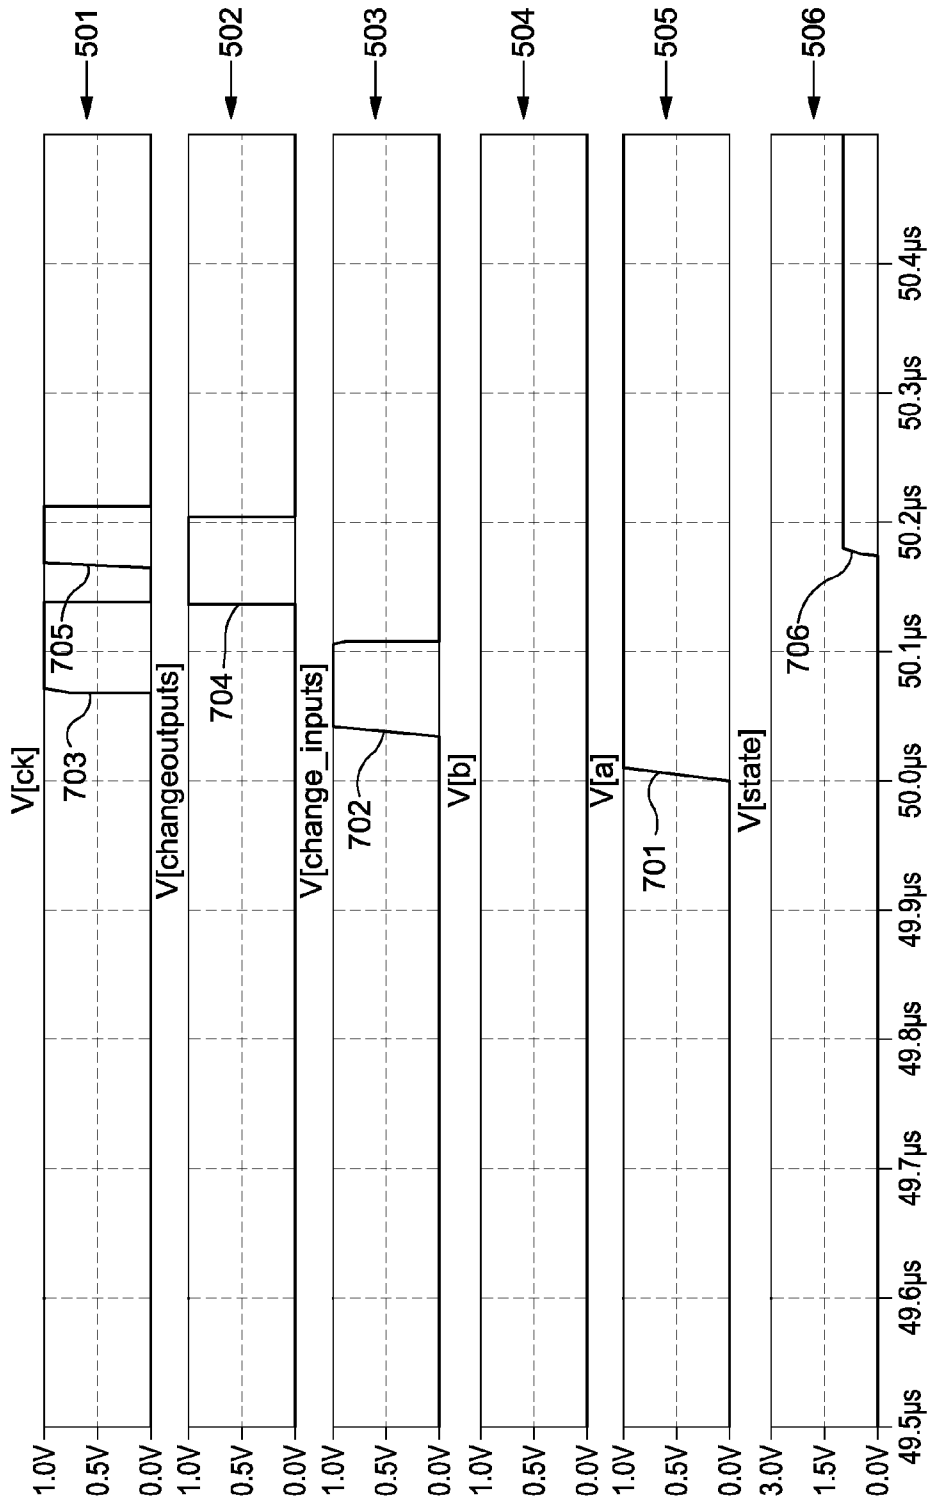 V[ck]
1.0V
0.5V
0.0V
703
705
501
V[changeoutputs]
1.0V
0.5V
0.0V
704
502
V[change_inputs]
1.0V
0.5V
0.0V
702
503
V[b]
1.0V
0.5V
0.0V
504
V[a]
1.0V
0.5V
0.0V
701
505
V[state]
3.0V
1.5V
0.0V
706
506
49.5µs 49.6µs 49.7µs 49.8µs 49.9µs 50.0µs 50.1µs 50.2µs 50.3µs 50.4µs